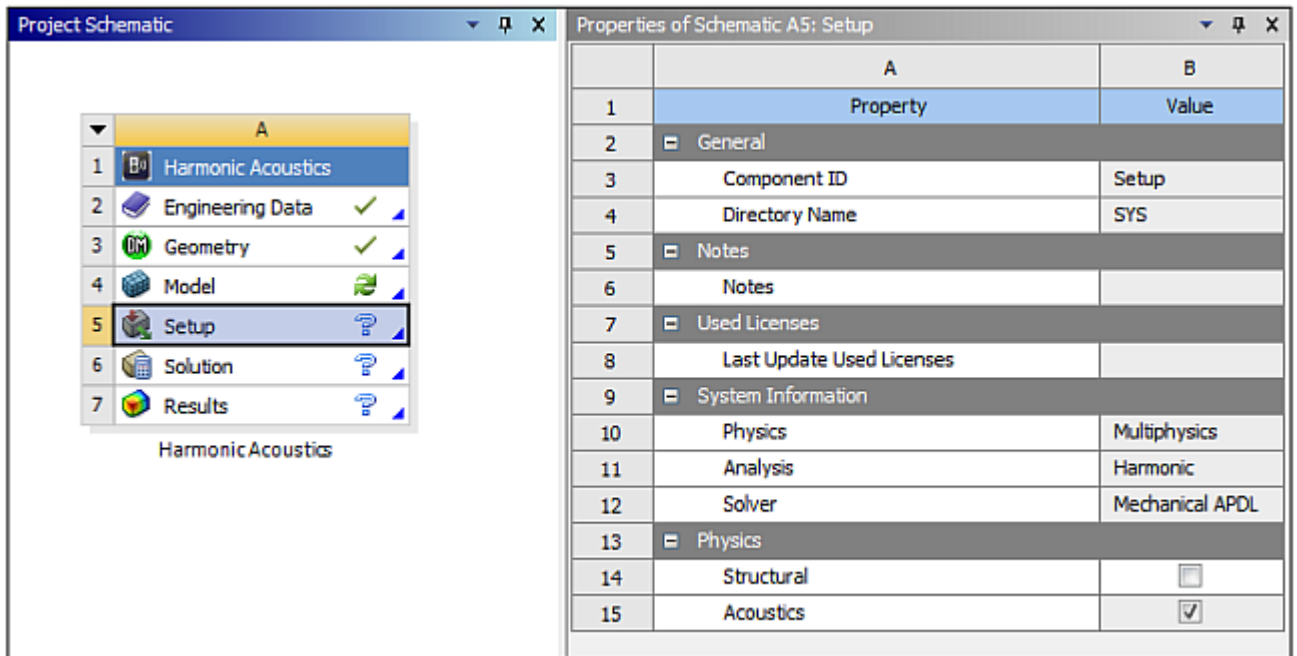 Project Schematic
A
1 Harmonic Acoustics
2 Engineering Data
3 DM Geometry
4 Model
5 Setup ?
6 Solution ?
7 Results ?
Harmonic Acoustics
Properties of Schematic A5: Setup
A B
1 Property Value
2 General
3 Component ID Setup
4 Directory Name SYS
5 Notes
6 Notes
7 Used Licenses
8 Last Update Used Licenses
9 System Information
10 Physics Multiphysics
11 Analysis Harmonic
12 Solver Mechanical APDL
13 Physics
14 Structural
15 Acoustics